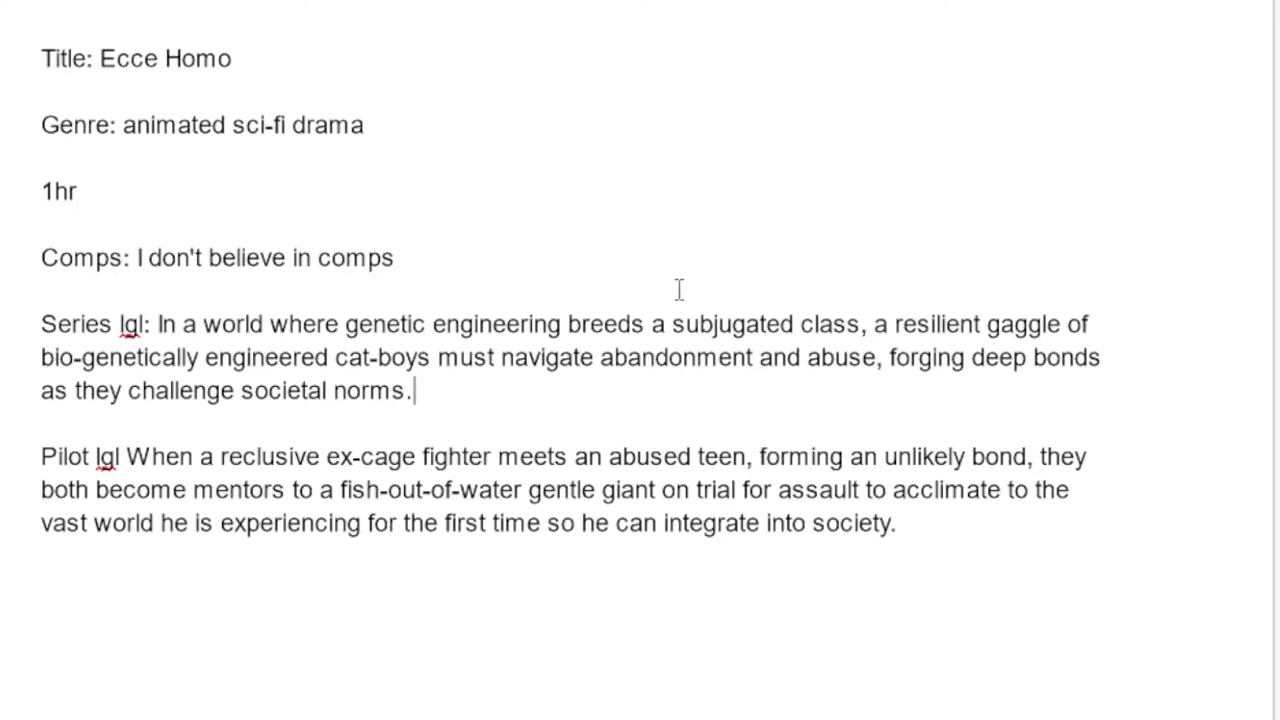 Title: Ecce Homo
Genre: animated sci-fi drama
1hr
Comps: I don't believe in comps
Series lgl: In a world where genetic engineering breeds a subjugated class, a resilient gaggle of
bio-genetically engineered cat-boys must navigate abandonment and abuse, forging deep bonds
as they challenge societal norms.
Pilot lgl When a reclusive ex-cage fighter meets an abused teen, forming an unlikely bond, they
both become mentors to a fish-out-of-water gentle giant on trial for assault to acclimate to the
vast world he is experiencing for the first time so he can integrate into society.